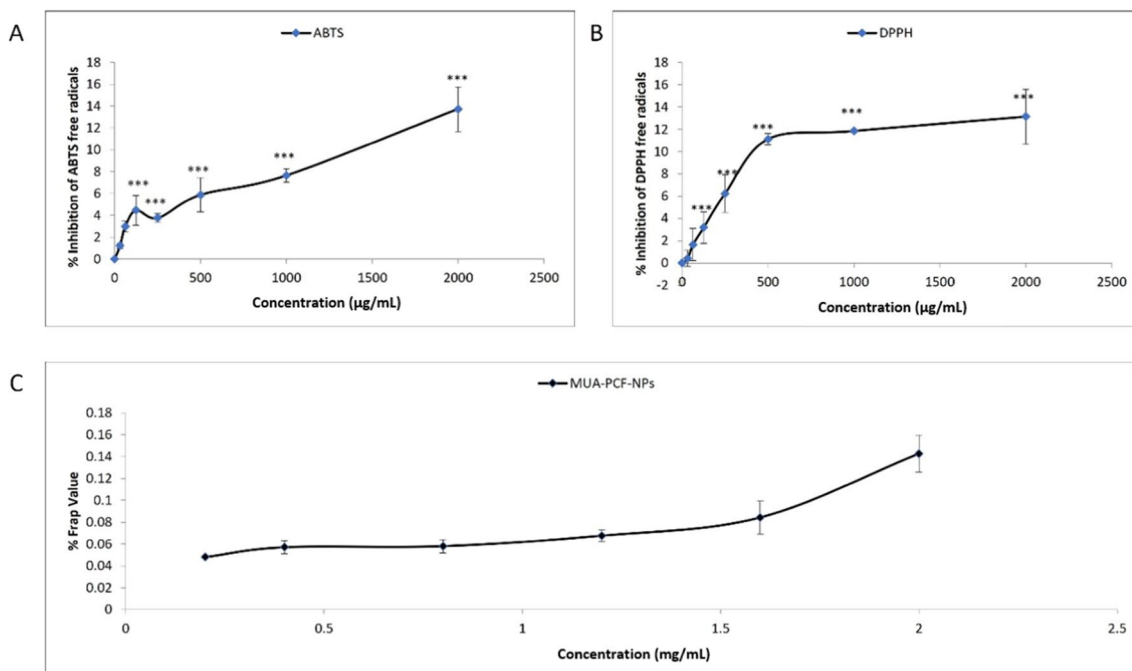 A
ABTS
% Inhibition of ABTS free radicals
18
16
14
12
10
8
6
4
2
0
***
***
***
***
***
0 500 1000 1500 2000 2500
Concentration (µg/mL)
B
DPPH
% Inhibition of DPPH free radicals
18
16
14
12
10
8
6
4
2
0
-2
***
***
***
***
***
0 500 1000 1500 2000 2500
Concentration (µg/mL)
C
MUA-PCF-NPs
% Frap Value
0.18
0.16
0.14
0.12
0.1
0.08
0.06
0.04
0.02
0
0 0.5 1 1.5 2 2.5
Concentration (mg/mL)